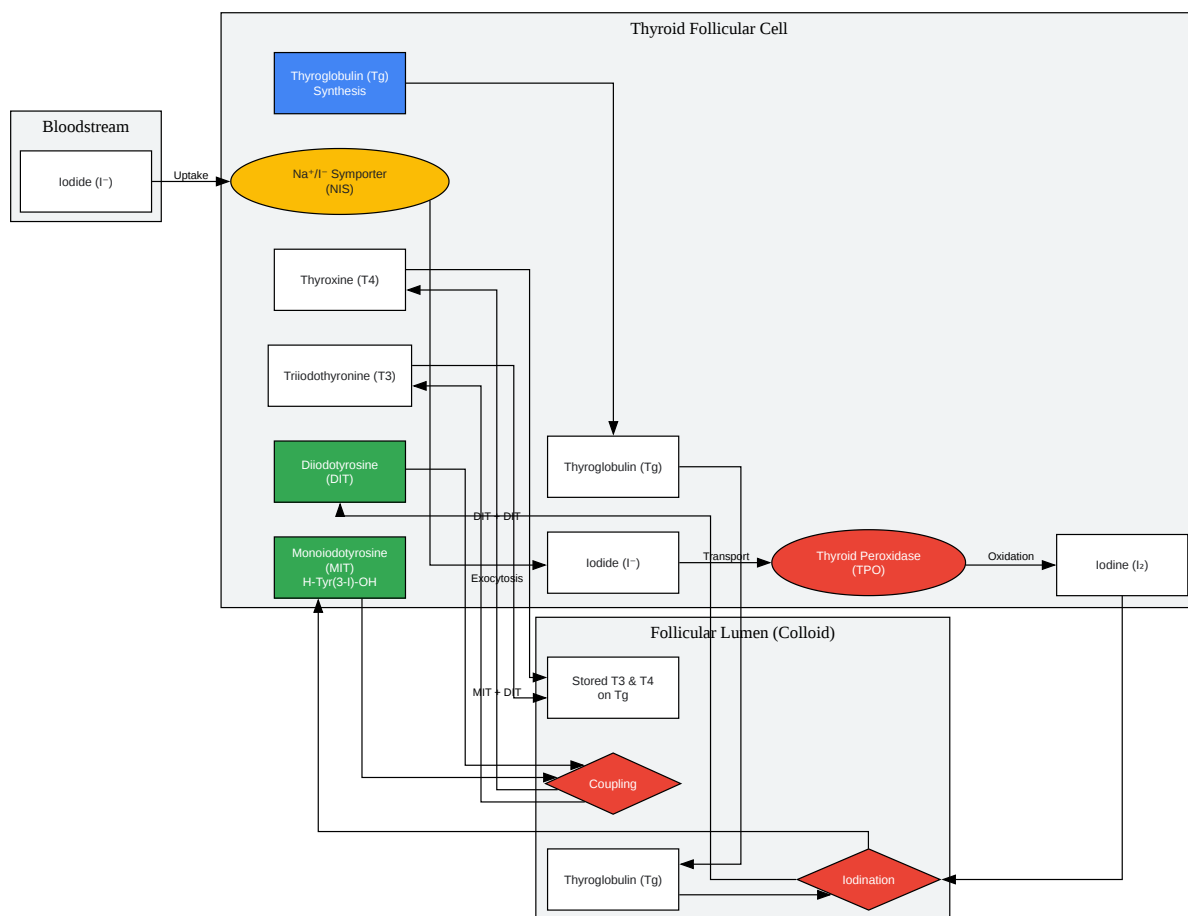 Thyroid Follicular Cell
Thyroglobulin (Tg)
Synthesis
Bloodstream
Iodide (I⁻)
Uptake
Na⁺/I⁻ Symporter
(NIS)
Thyroxine (T4)
Triiodothyronine (T3)
Diiodotyrosine
(DIT)
Thyroglobulin (Tg)
DIT + DIT
Monoiodotyrosine
(MIT)
H-Tyr(3-I)-OH
Exocytosis
Iodide (I⁻)
Transport
Thyroid Peroxidase
(TPO)
Oxidation
Iodine (I₂)
Follicular Lumen (Colloid)
Stored T3 & T4
on Tg
MIT + DIT
Coupling
Thyroglobulin (Tg)
Iodination